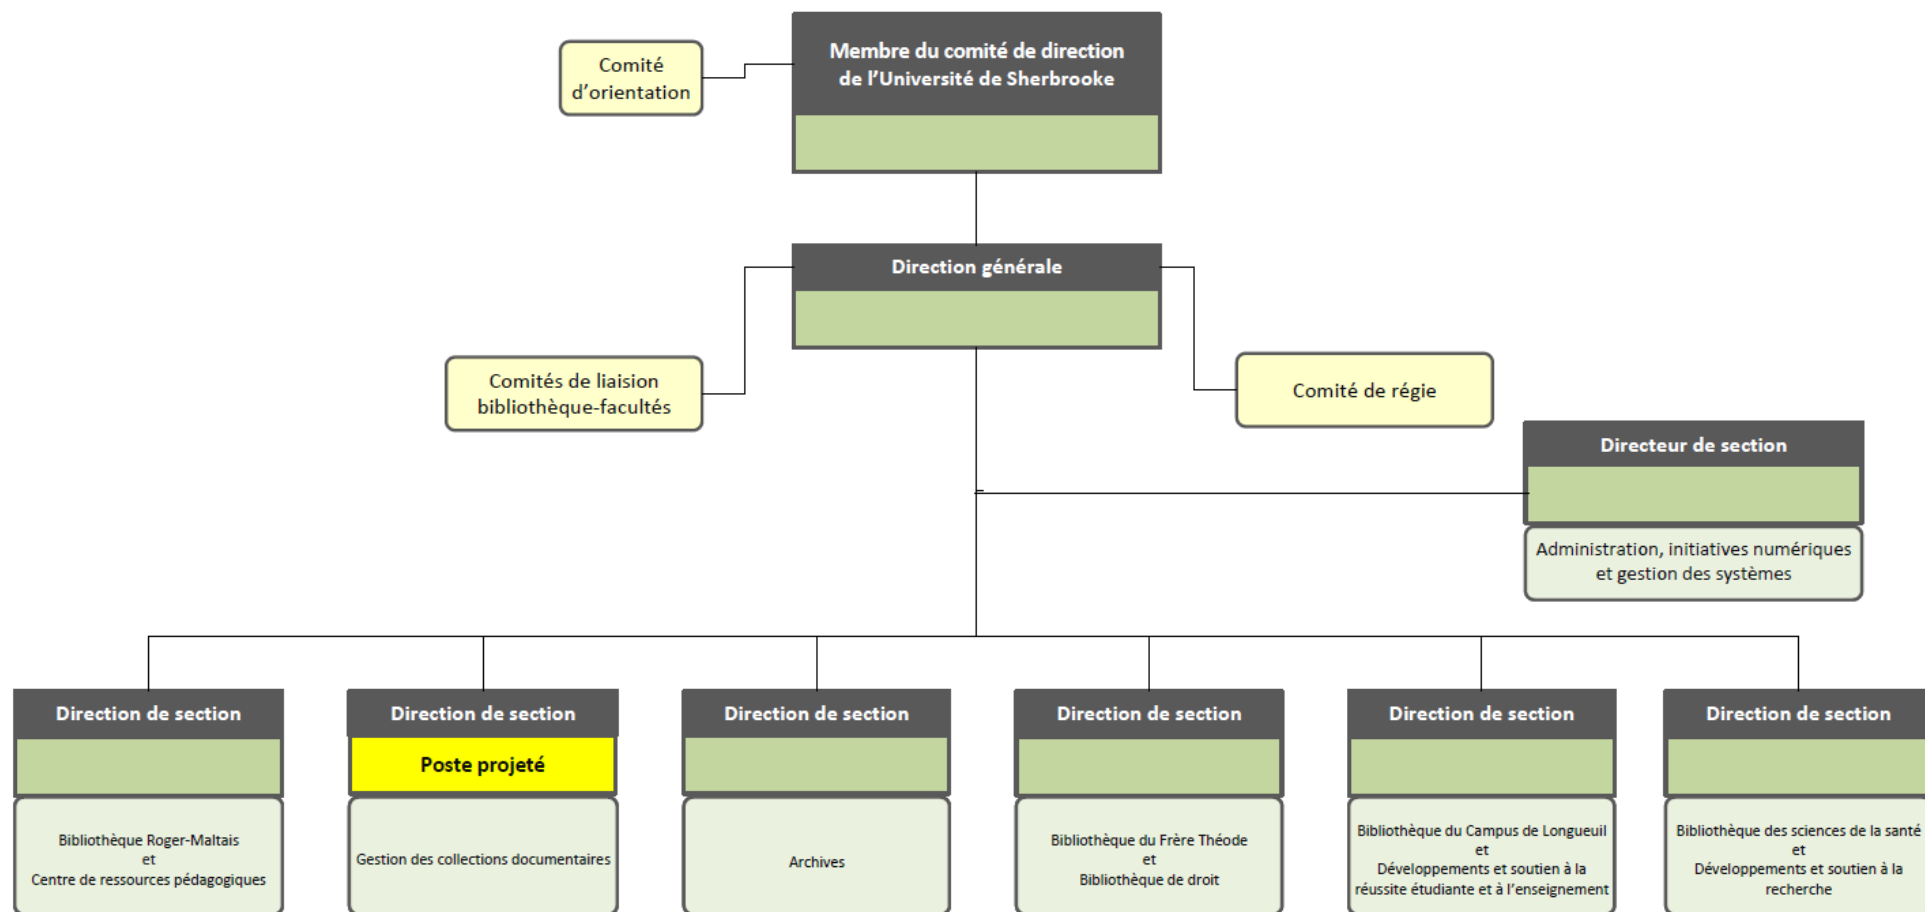 Comité
d'orientation
Membre du comité de direction
de l'Université de Sherbrooke
Direction générale
Comités de liaision
bibliothèque-facultés
Comité de régie
Directeur de section
Administration, initiatives numériques
et gestion des systèmes
Direction de section
Bibliothèque Roger-Maltais
et
Centre de ressources pédagogiques
Direction de section
Poste projeté
Gestion des collections documentaires
Direction de section
Archives
Direction de section
Bibliothèque du Frère Théode
et
Bibliothèque de droit
Direction de section
Bibliothèque du Campus de Longueuil
et
Développements et soutien à la
réussite étudiante et à l'enseignement
Direction de section
Bibliothèque des sciences de la santé
et
Développements et soutien à la
recherche